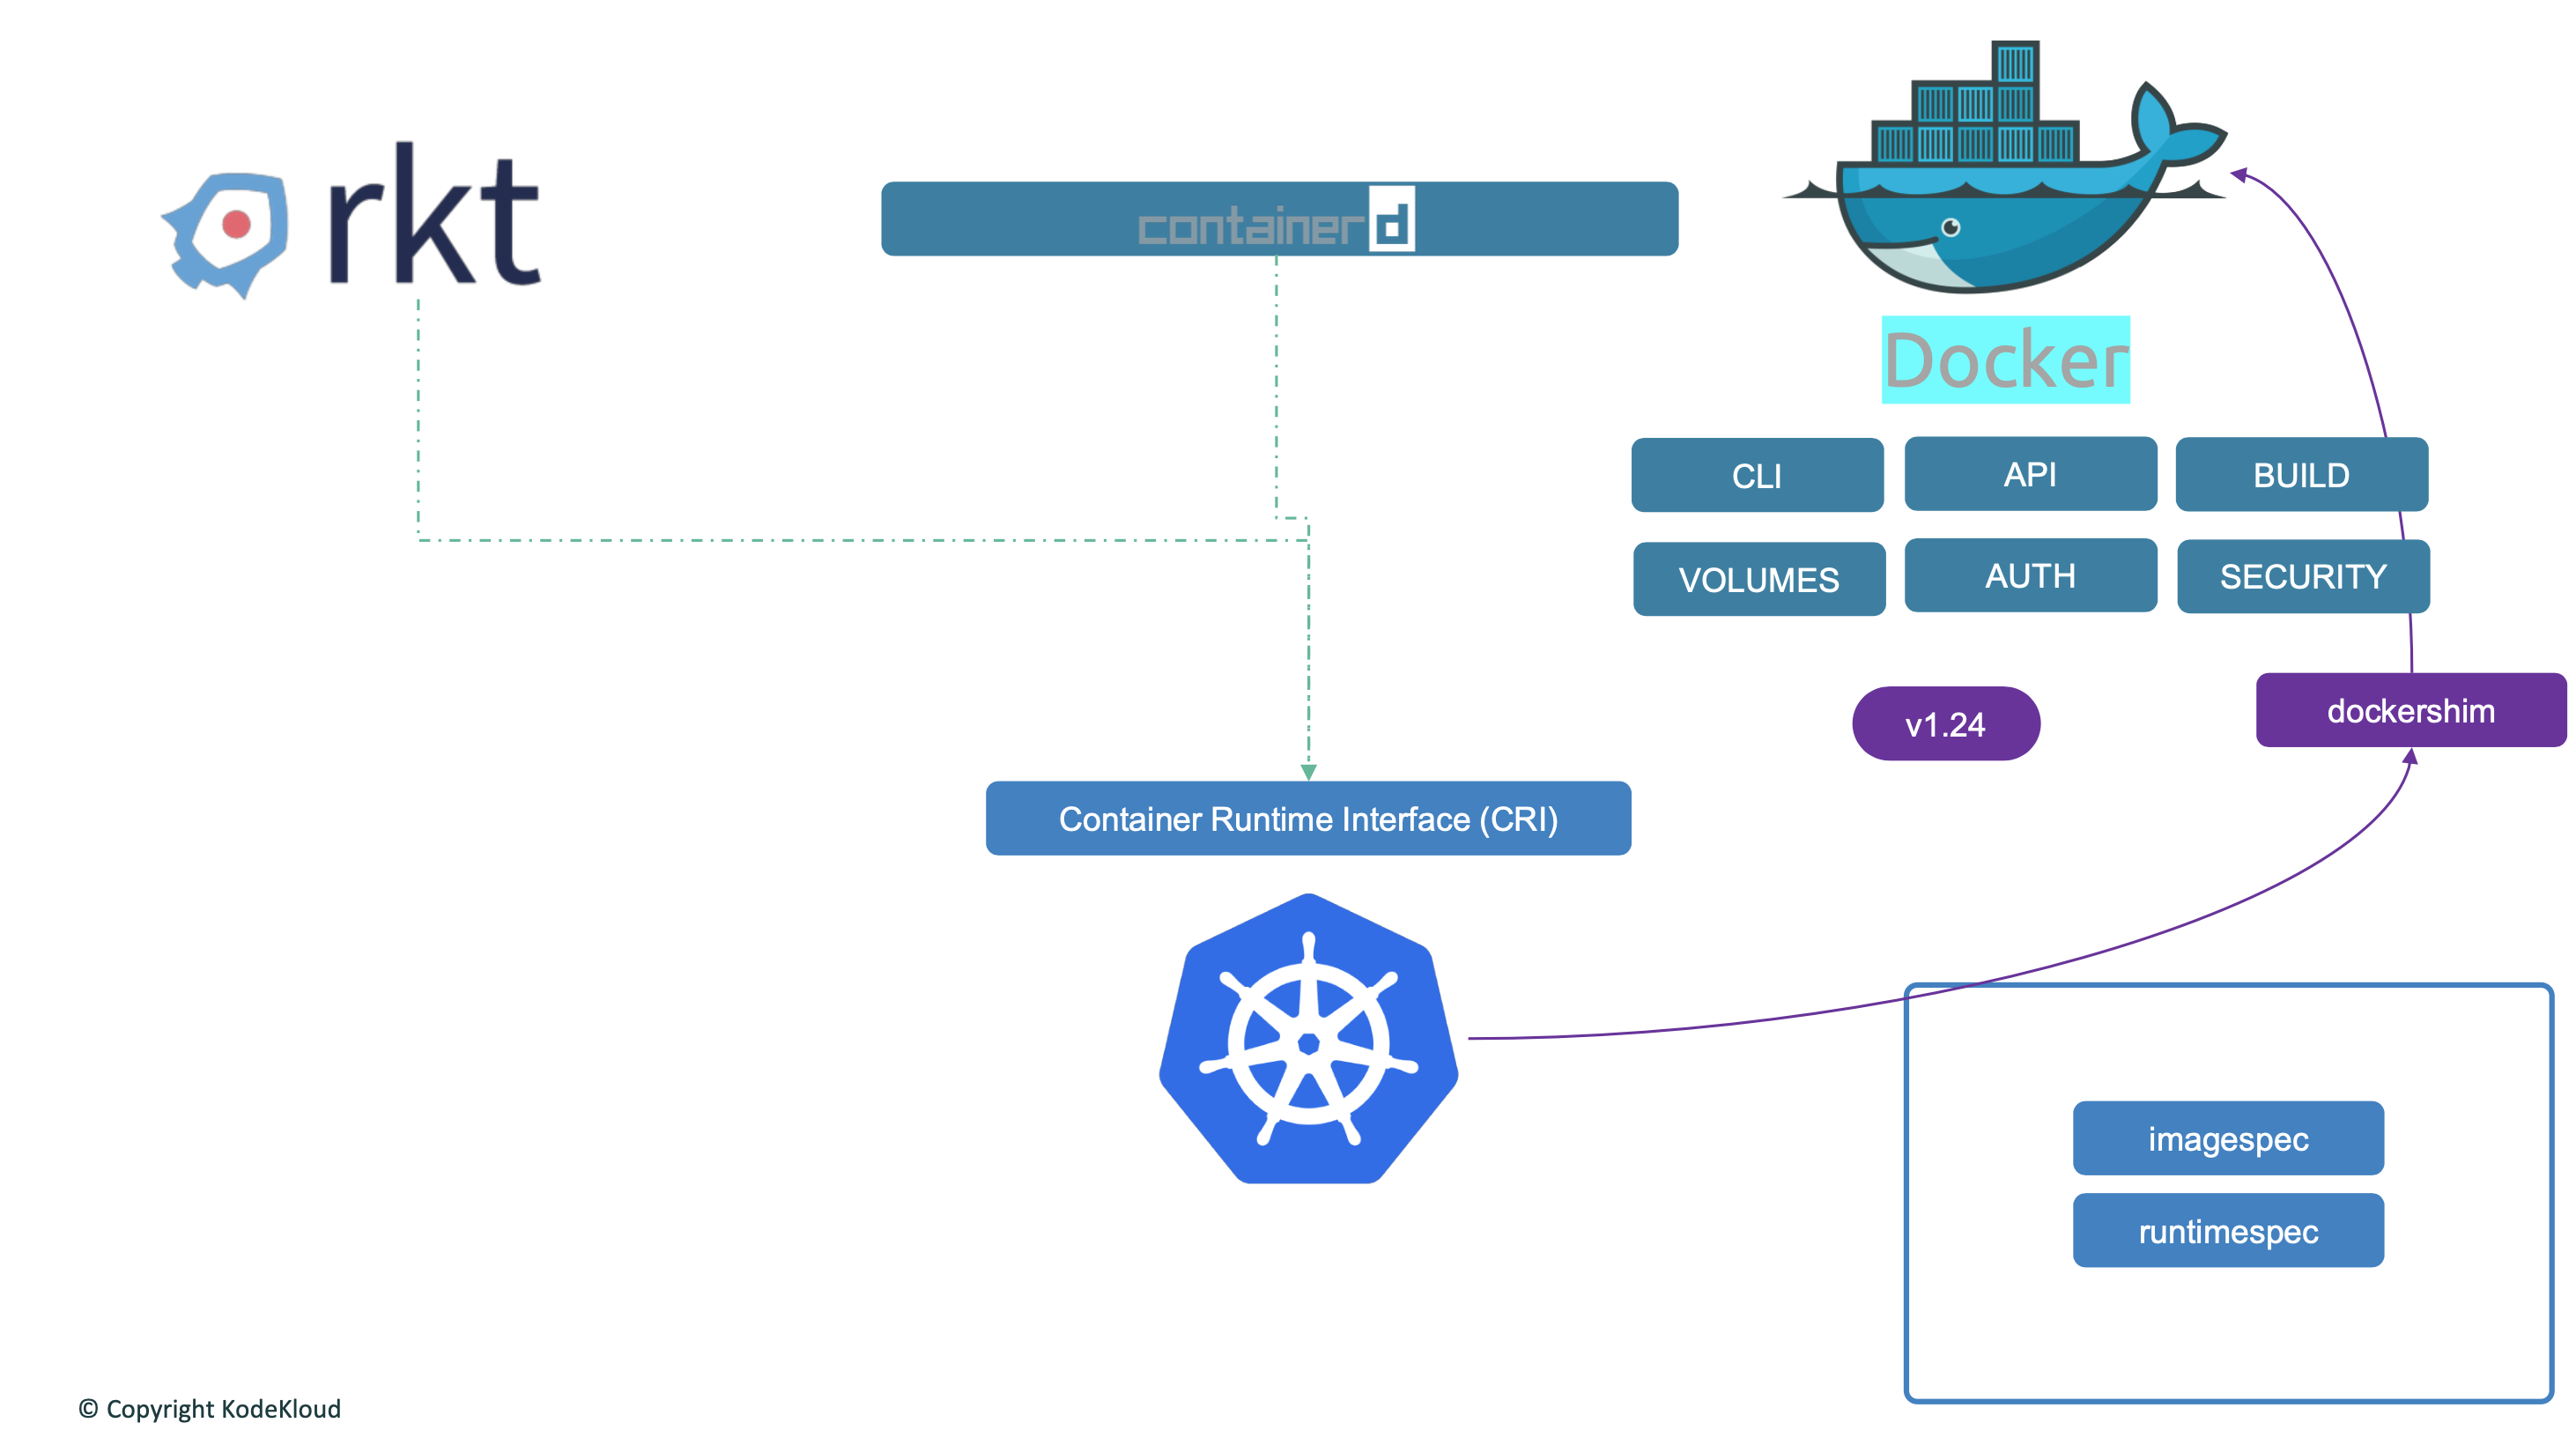 rkt
containerd
Docker
CLI
API
BUILD
VOLUMES
AUTH
SECURITY
v1.24
dockershim
Container Runtime Interface (CRI)
imagespec
runtimespec
© Copyright KodeKloud